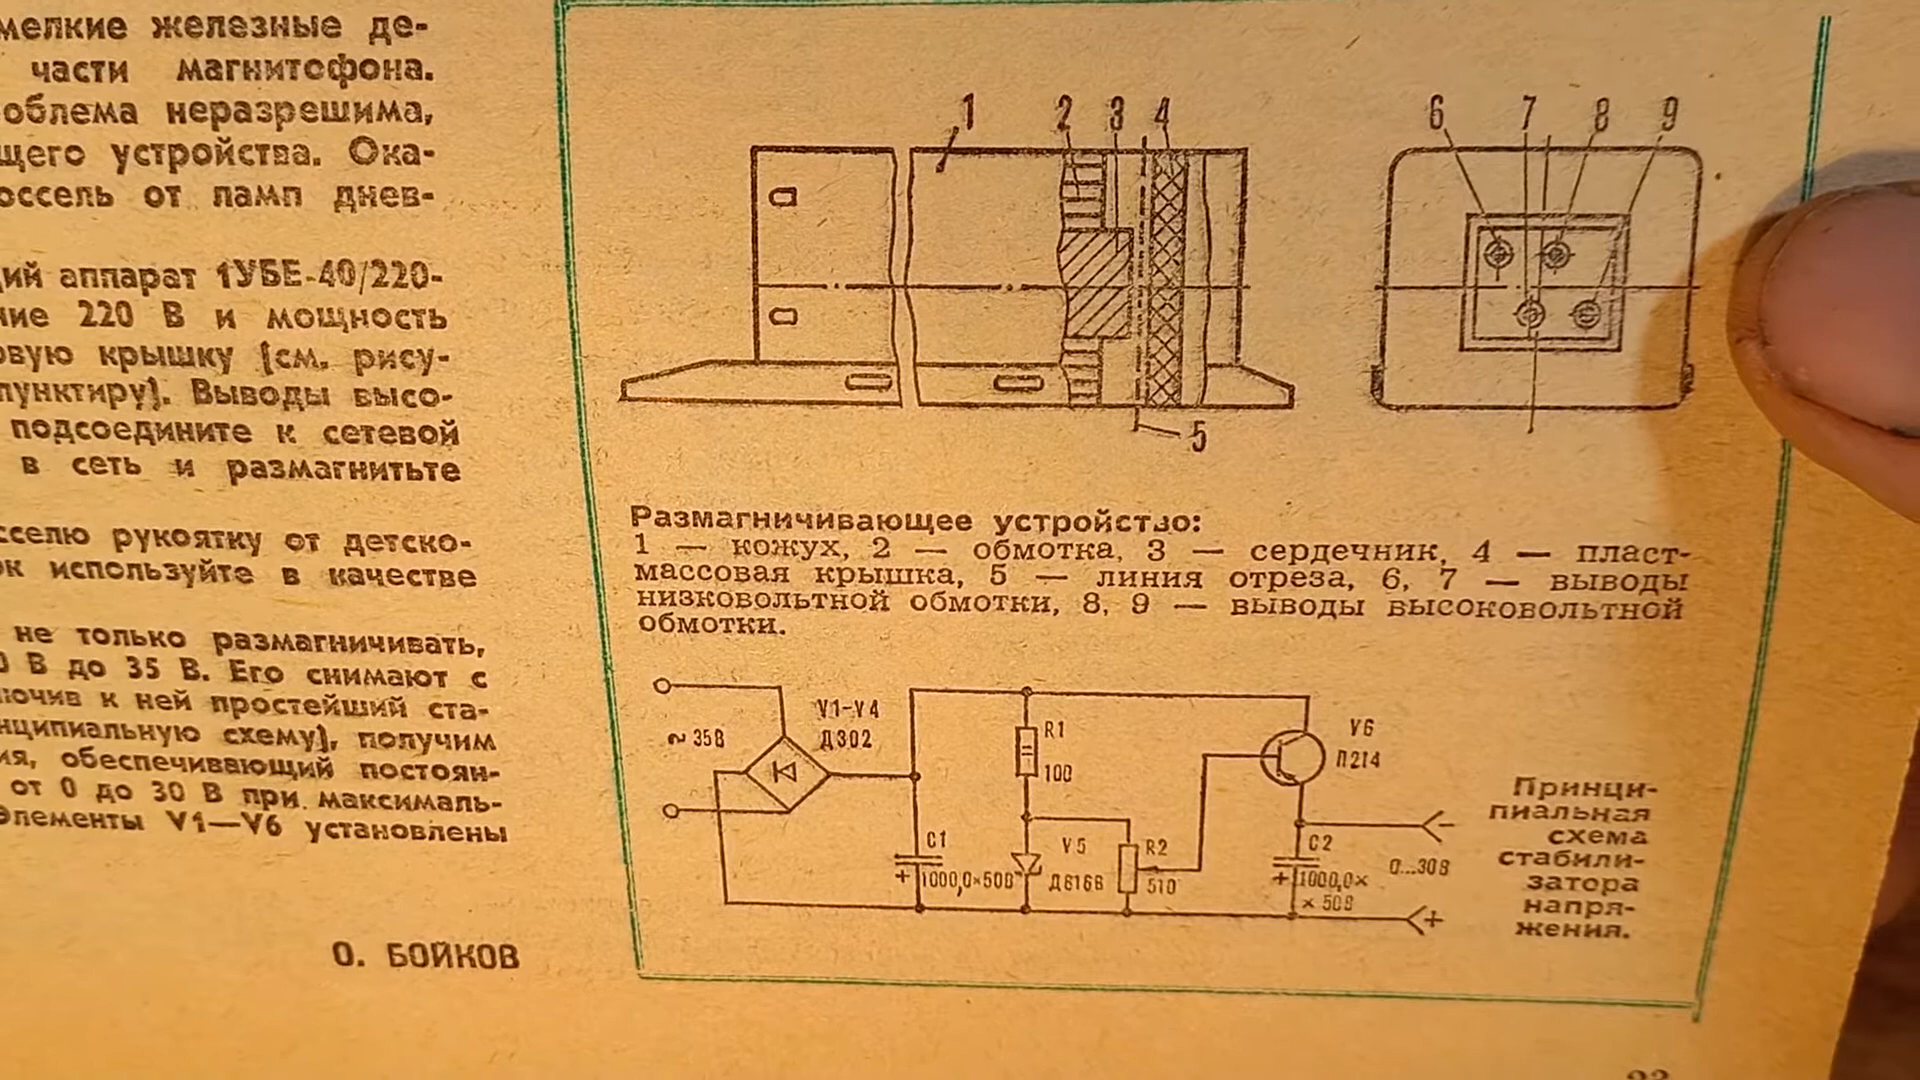 мелкие железные де-
части магнитофона.
облема неразрешима,
щего устройства. Ока-
оссель от ламп днев-
ций аппарат 1УБЕ-40/220-
ние 220 В и мощность
овую крышку (см. рису-
пунктиру). Выводы высо-
подсоедините к сетевой
в сеть и размагнитьте
сселю рукоятку от детско-
ок используйте в качестве
не только размагничивать,
0 В до 35 В. Его снимают с
лючив к ней простейший ста-
нципиальную схему), получим
ия, обеспечивающий постоян-
от 0 до 30 В при максималь-
Элементы V1—V6 установлены
О. БОЙКОВ
1 2 3 4 6 7 8 9
5
Размагничивающее устройство:
1 — кожух, 2 — обмотка, 3 — сердечник, 4 — пласт-
массовая крышка, 5 — линия отреза, 6, 7 — выводы
низковольтной обмотки, 8, 9 — выводы высоковольтной
обмотки.
~ 35В
V1-V4
Д302
R1
100
V6
П214
C1
+ 1000,0×50В
V5
Д816В
R2
510
C2
+ 1000,0×
× 50В
−
0...30В
+
Принци-
пиальная
схема
стабили-
затора
напря-
жения.